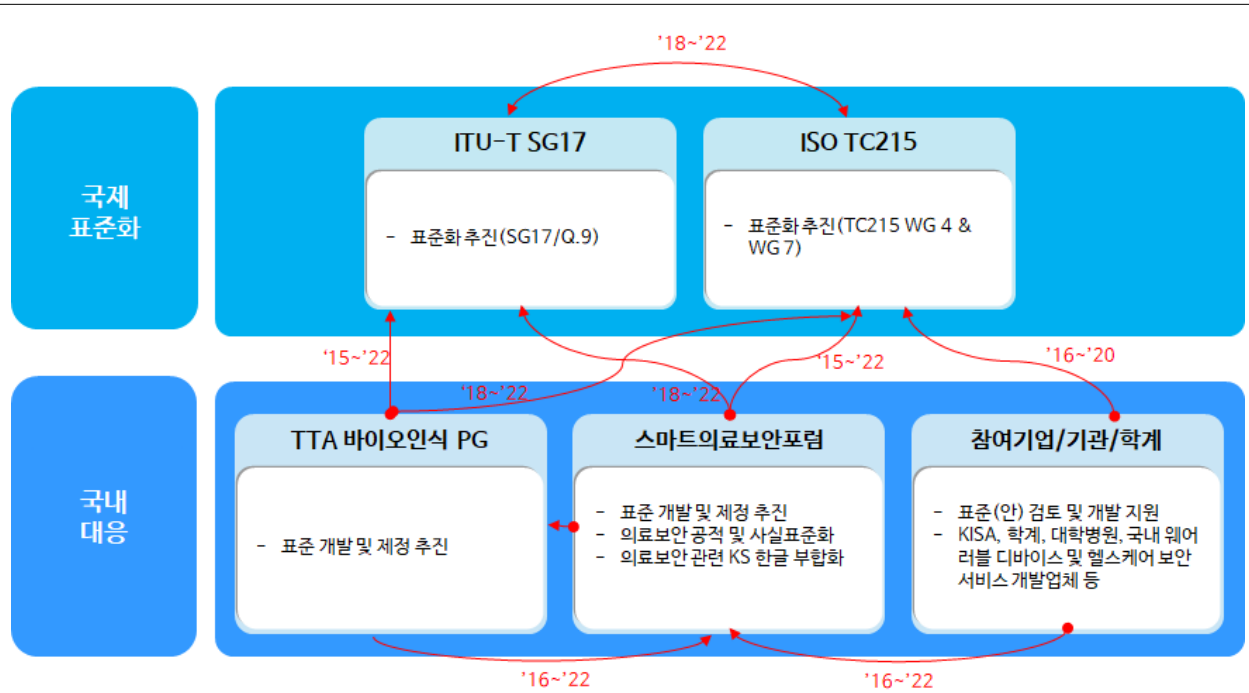 '18~'22
국제
표준화
ITU-T SG17
- 표준화 추진(SG17/Q.9)
ISO TC215
- 표준화 추진(TC215 WG 4 &
WG 7)
'15~'22
'18~'22
'18~'22
'15~'22
'16~'20
국내
대응
TTA 바이오인식 PG
- 표준 개발 및 제정 추진
스마트의료보안포럼
- 표준 개발 및 제정 추진
- 의료보안 공적 및 사실표준화
- 의료보안 관련 KS 한글 부합화
참여기업/기관/학계
- 표준(안) 검토 및 개발 지원
- KISA, 학계, 대학병원, 국내 웨어
러블 디바이스 및 헬스케어 보안
서비스 개발업체 등
'16~'22
'16~'22